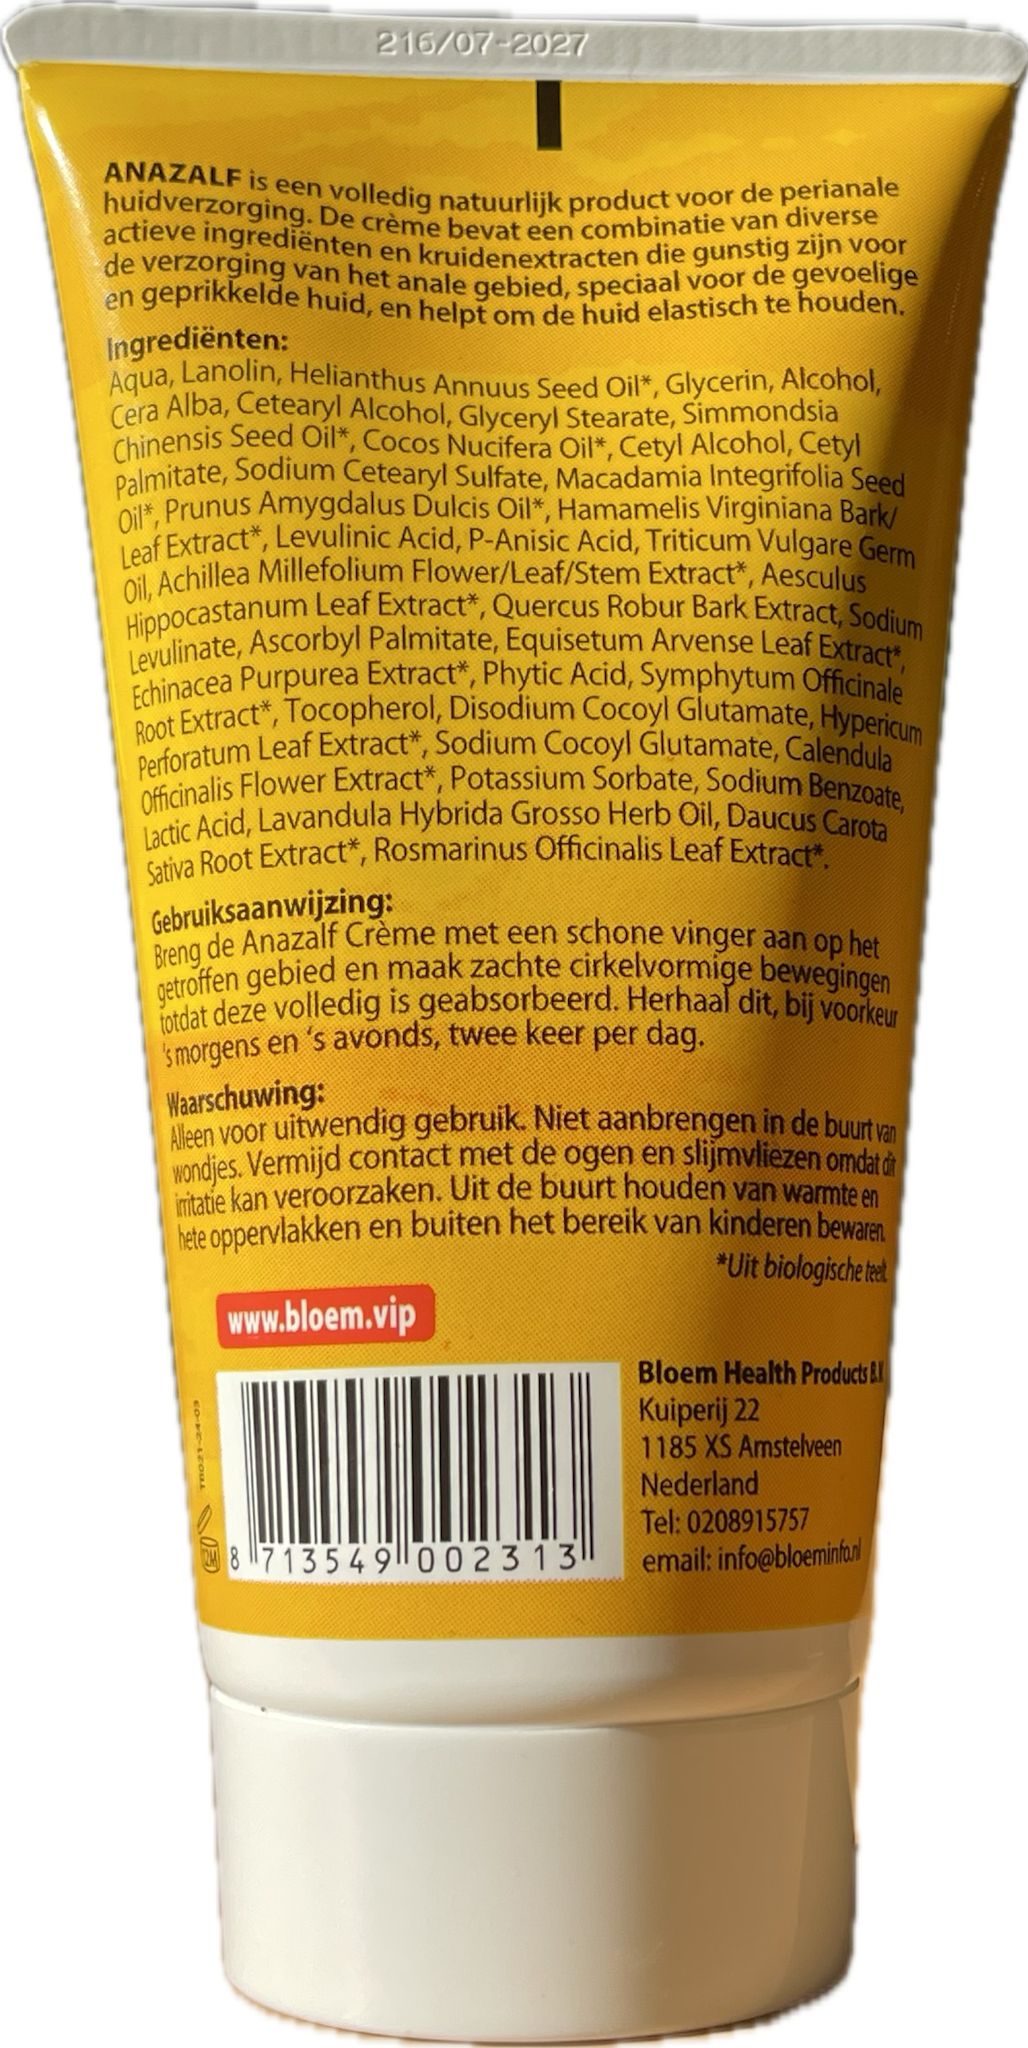 216/07-2027
ANAZALF is een volledig natuurlijk product voor de perianale
huidverzorging. De crème bevat een combinatie van diverse
actieve ingrediënten en kruidenextracten die gunstig zijn voor
de verzorging van het anale gebied, speciaal voor de gevoelige
en geprikkelde huid, en helpt om de huid elastisch te houden.
Ingrediënten:
Aqua, Lanolin, Helianthus Annuus Seed Oil*, Glycerin, Alcohol,
Cera Alba, Cetearyl Alcohol, Glyceryl Stearate, Simmondsia
Chinensis Seed Oil*, Cocos Nucifera Oil*, Cetyl Alcohol, Cetyl
Palmitate, Sodium Cetearyl Sulfate, Macadamia Integrifolia Seed
Oil*, Prunus Amygdalus Dulcis Oil*, Hamamelis Virginiana Bark/
Leaf Extract*, Levulinic Acid, P-Anisic Acid, Triticum Vulgare Germ
Oil, Achillea Millefolium Flower/Leaf/Stem Extract*, Aesculus
Hippocastanum Leaf Extract*, Quercus Robur Bark Extract, Sodium
Levulinate, Ascorbyl Palmitate, Equisetum Arvense Leaf Extract*,
Echinacea Purpurea Extract*, Phytic Acid, Symphytum Officinale
Root Extract*, Tocopherol, Disodium Cocoyl Glutamate, Hypericum
Perforatum Leaf Extract*, Sodium Cocoyl Glutamate, Calendula
Officinalis Flower Extract*, Potassium Sorbate, Sodium Benzoate,
Lactic Acid, Lavandula Hybrida Grosso Herb Oil, Daucus Carota
Sativa Root Extract*, Rosmarinus Officinalis Leaf Extract*.
Gebruiksaanwijzing:
Breng de Anazalf Crème met een schone vinger aan op het
getroffen gebied en maak zachte cirkelvormige bewegingen
totdat deze volledig is geabsorbeerd. Herhaal dit, bij voorkeur
's morgens en 's avonds, twee keer per dag.
Waarschuwing:
Alleen voor uitwendig gebruik. Niet aanbrengen in de buurt van
wondjes. Vermijd contact met de ogen en slijmvliezen omdat dit
irritatie kan veroorzaken. Uit de buurt houden van warmte en
hete oppervlakken en buiten het bereik van kinderen bewaren.
*Uit biologische teelt
www.bloem.vip
Bloem Health Products B.V.
Kuiperij 22
1185 XS Amstelveen
Nederland
Tel: 0208915757
email: info@bloeminfo.nl
TB021-24-03
12M
8 713549 002313